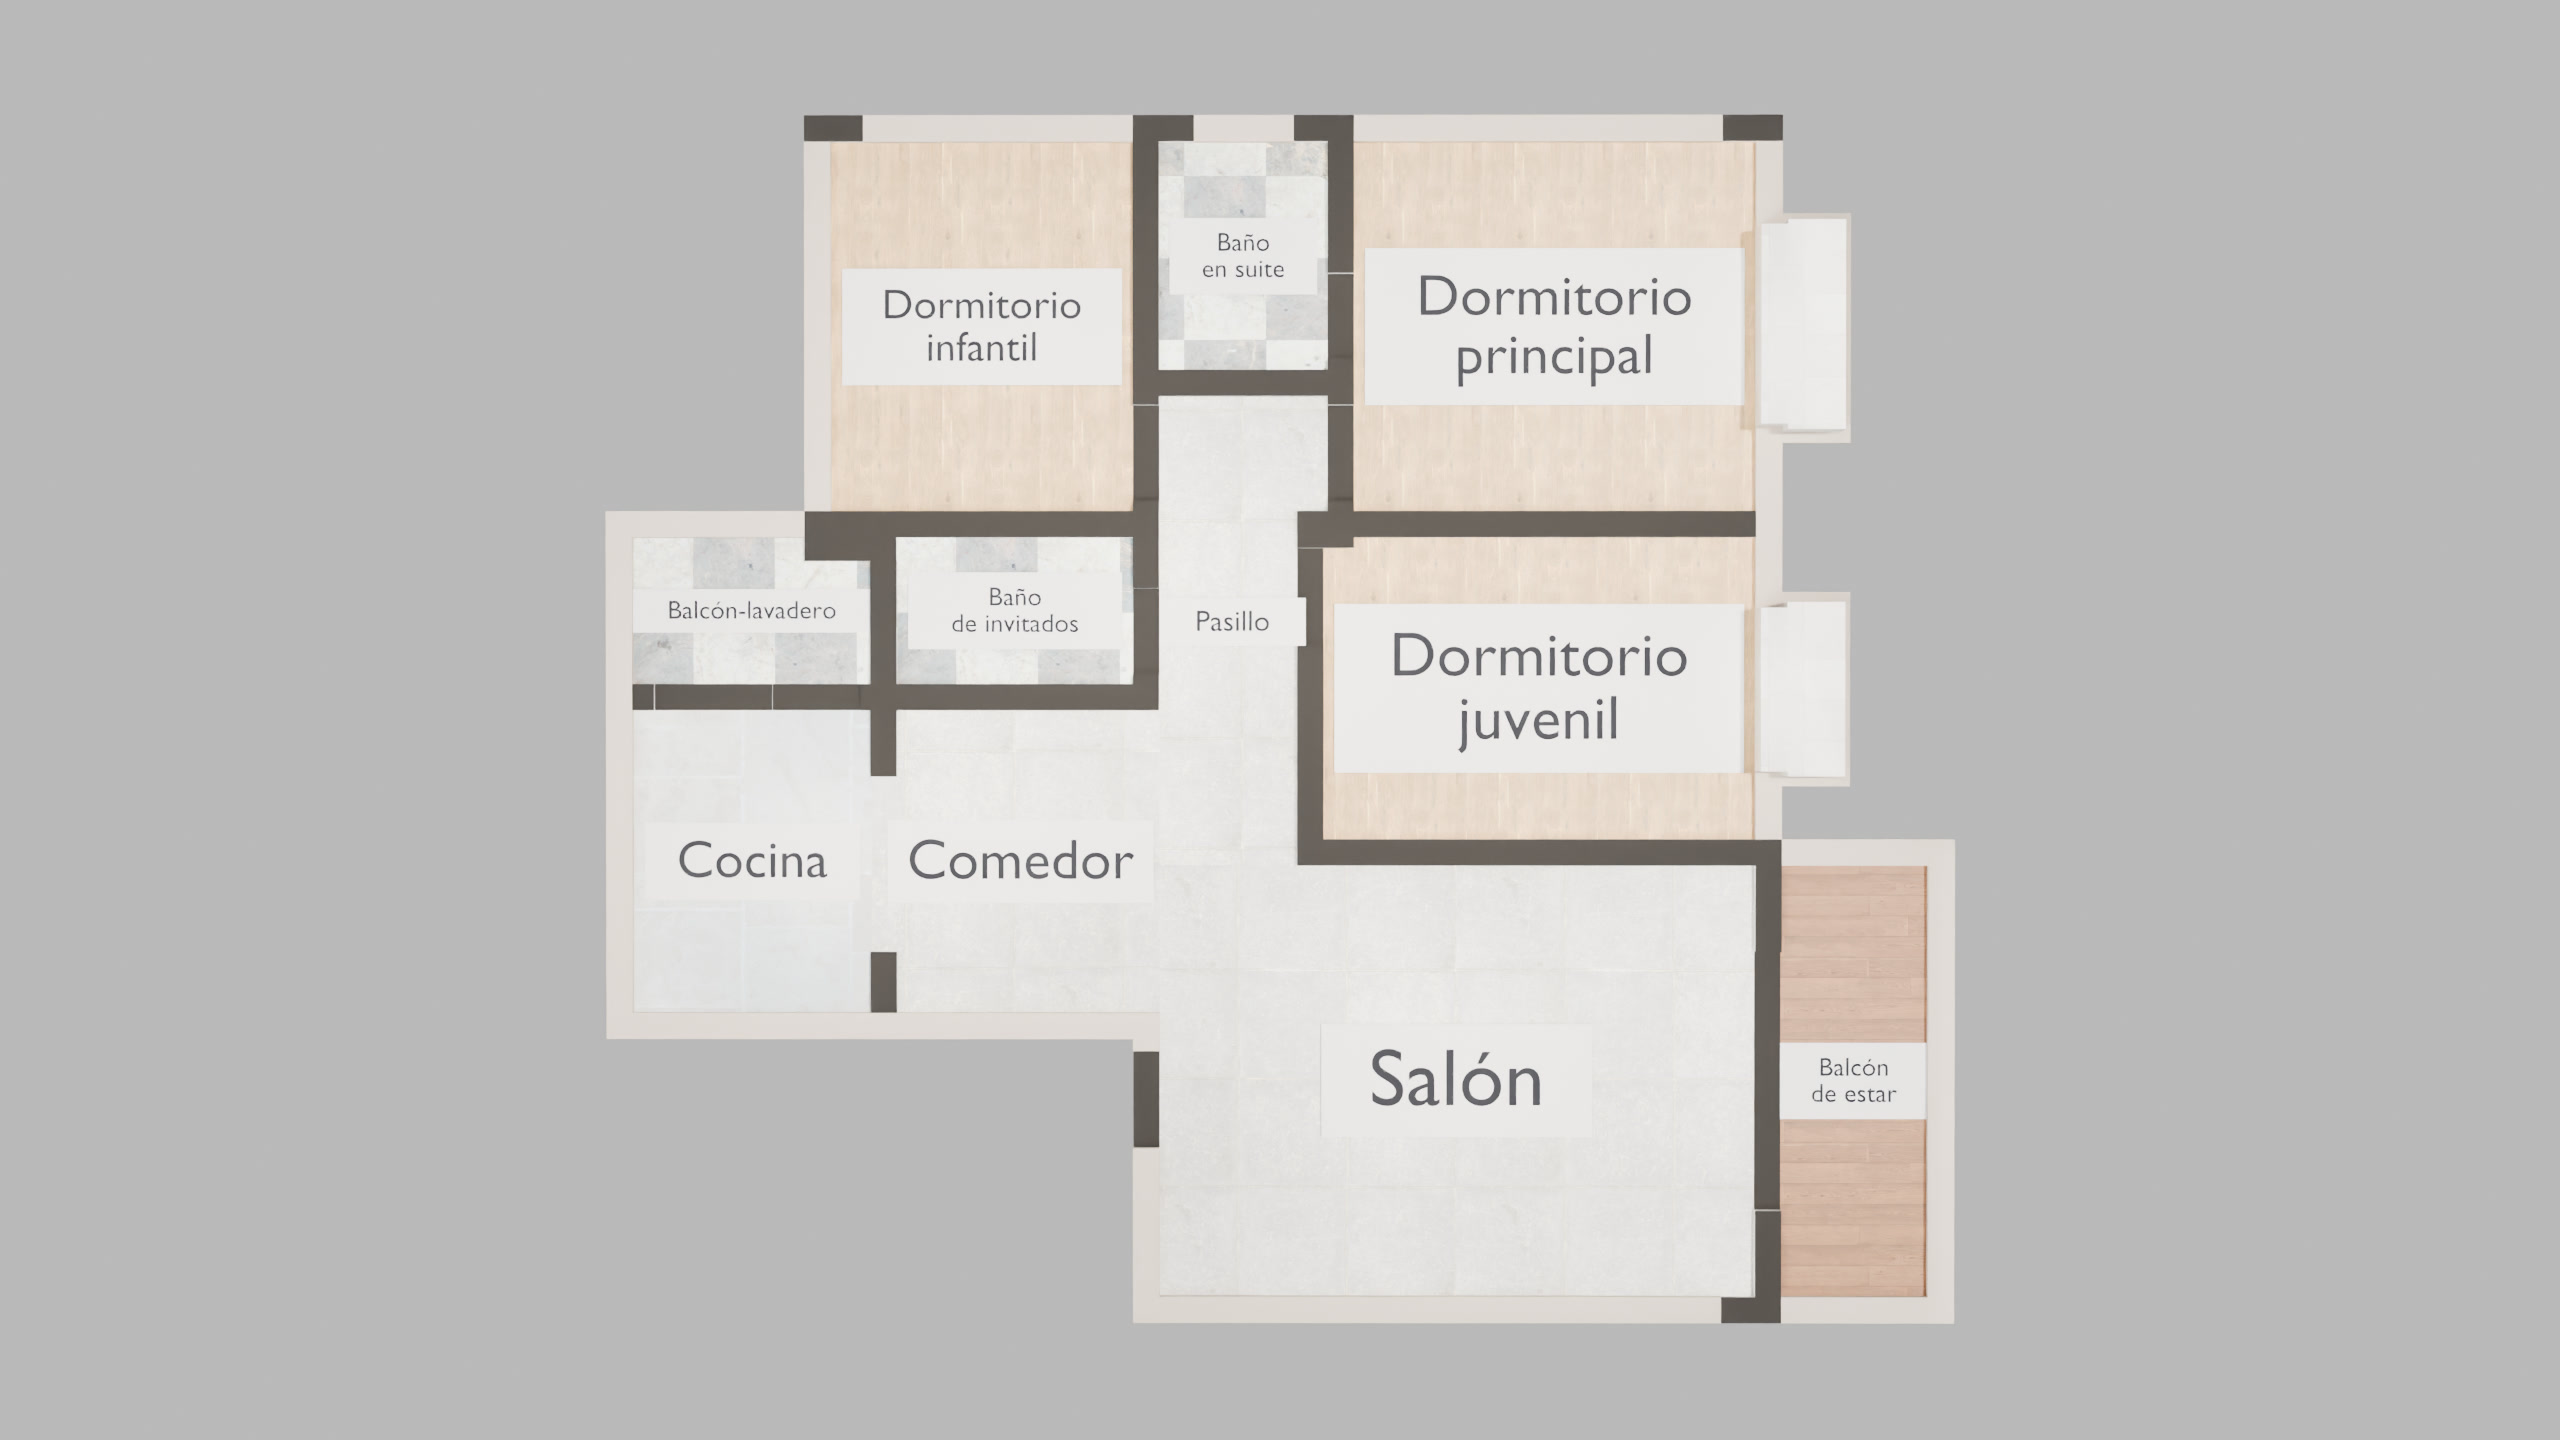 Baño
en suite
Dormitorio
infantil
Dormitorio
principal
Balcón-lavadero
Baño
de invitados
Pasillo
Dormitorio
juvenil
Cocina
Comedor
Salón
Balcón
de estar